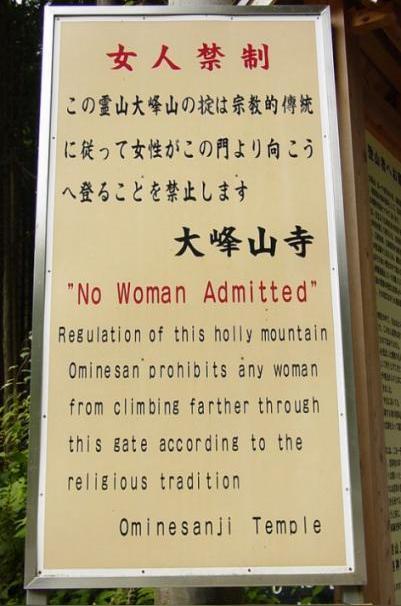 女人禁制
この霊山大峰山の掟は宗教的傳統
に従って女性がこの門より向こう
へ登ることを禁止します
大峰山寺
"No Woman Admitted"
Regulation of this holly mountain
Ominesan prohibits any woman
from climbing farther through
this gate according to the
religious tradition
Ominesanji Temple